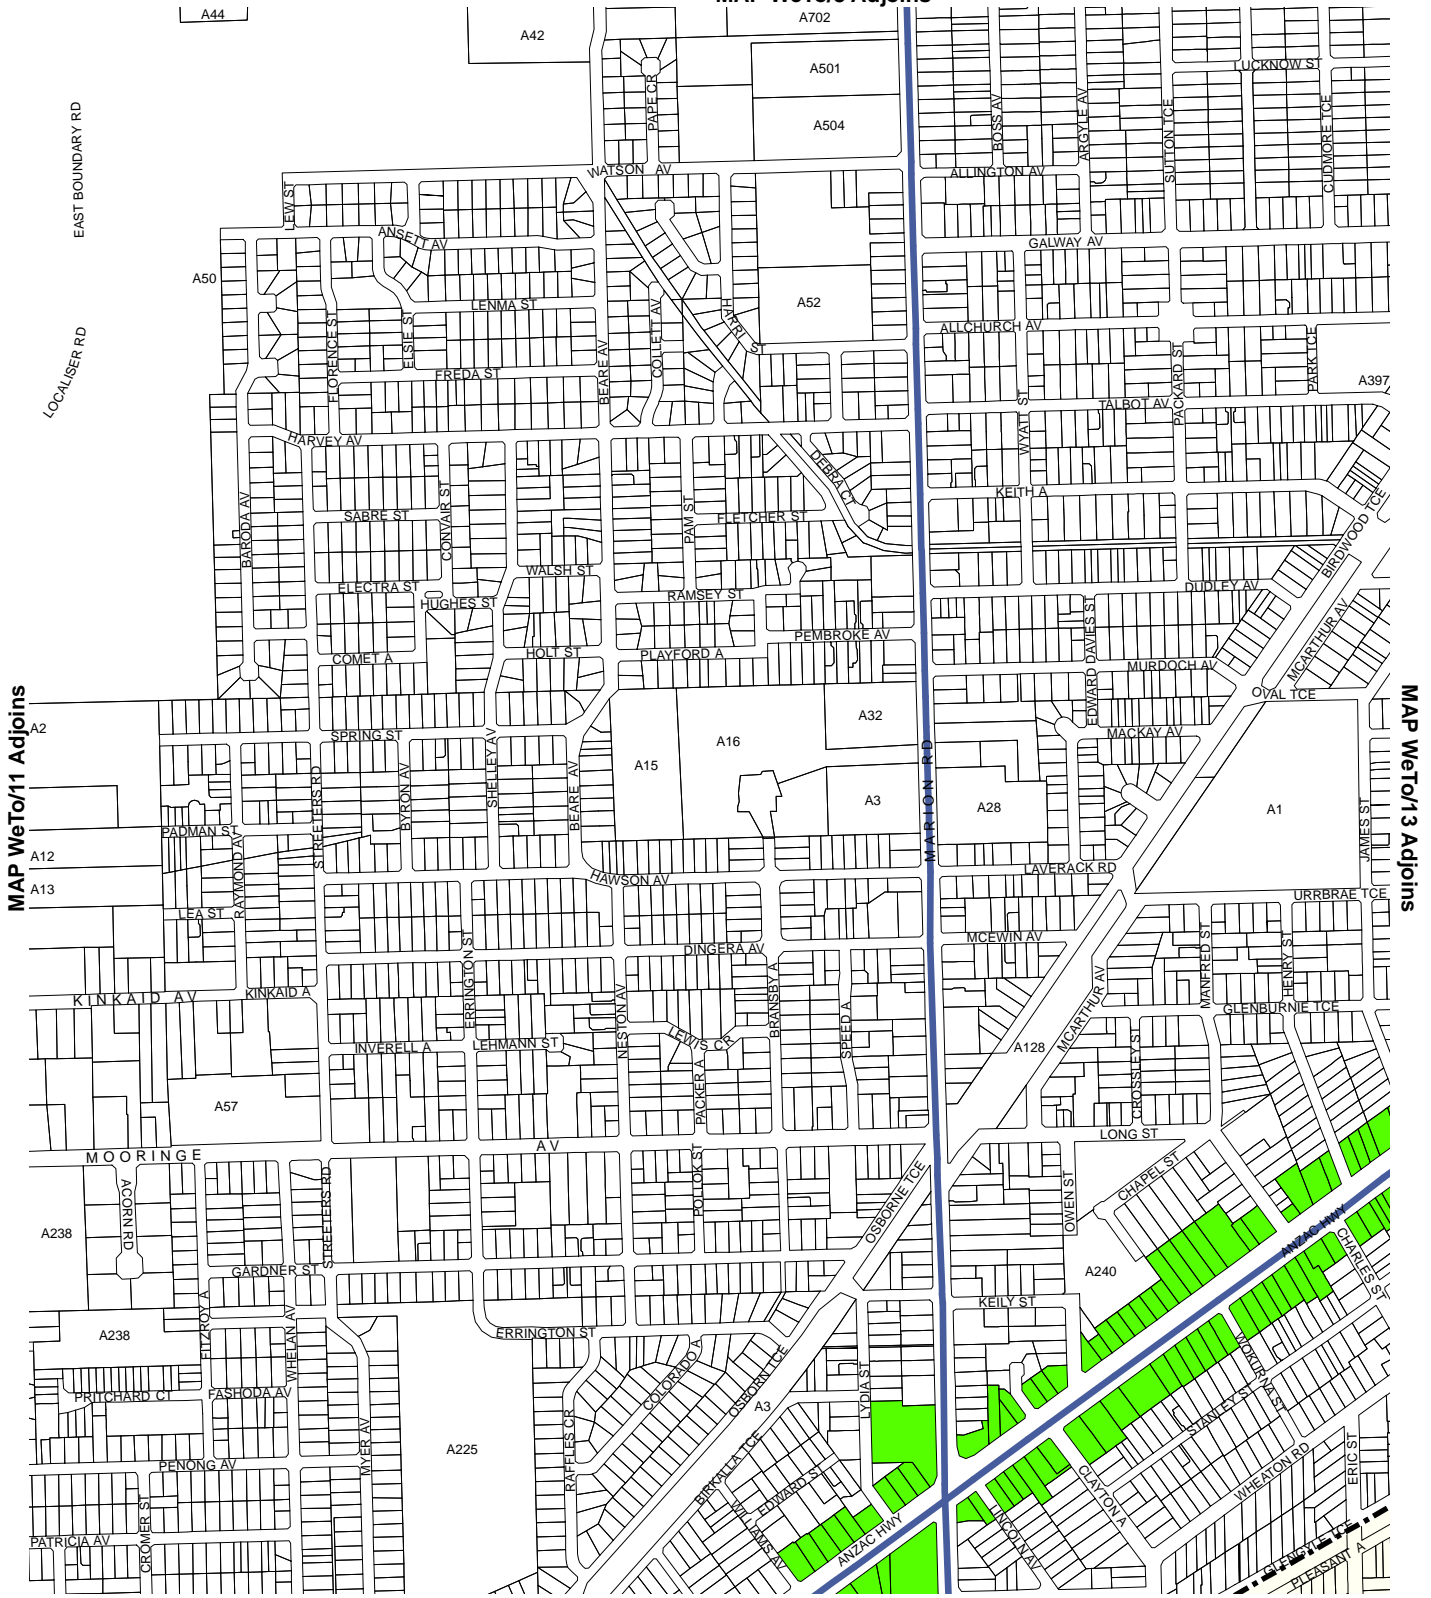 MAP WeTo/8 Adjoins
A44
A42
A702
A501
A504
LUCKNOW ST
PAPE CR
BOSS AV
ARGYLE AV
SUTTON TCE
CUDMORE TCE
EAST BOUNDARY RD
WATSON AV
ALLINGTON AV
LEW ST
ANSETT AV
GALWAY AV
A50
LENMA ST
A52
HARRI ST
COLLETT AV
ALLCHURCH AV
FLORENCE ST
ELSIE ST
BEARE AV
PACKARD ST
PARK TCE
LOCALISER RD
FREDA ST
A397
TALBOT AV
WYATT ST
HARVEY AV
DEBRA CT
KEITH A
BARODA AV
CONVAIR ST
SABRE ST
PAM ST
FLETCHER ST
BIRDWOOD TCE
WALSH ST
ELECTRA ST
HUGHES ST
RAMSEY ST
DUDLEY AV
PEMBROKE AV
EDWARD DAVIES ST
MCARTHUR AV
COMET A
HOLT ST
PLAYFORD A
MURDOCH AV
OVAL TCE
MAP WeTo/11 Adjoins
MAP WeTo/13 Adjoins
A2
A32
SPRING ST
SHELLEY AV
A16
MACKAY AV
A15
BYRON AV
BEARE AV
STREETERS RD
A3
MARION RD
A28
A1
JAMES ST
PADMAN ST
RAYMOND AV
A12
A13
HAWSON AV
LAVERACK RD
URRBRAE TCE
LEA ST
ERRINGTON ST
DINGERA AV
MCEWIN AV
MANFRED ST
HENRY ST
KINKAID AV
KINKAID A
NESTON AV
BRANSBY A
SPEED A
MCARTHUR AV
GLENBURNIE TCE
INVERELLA A
LEHMANN ST
LEWIS CR
A128
CROSSLEY ST
PACKER A
A57
MOORINGE AV
LONG ST
ACORN RD
STREETERS RD
POLLOK ST
OSBORNE TCE
OWEN ST
CHAPEL ST
A238
ANZAC HWY
CHARLES ST
GARDNER ST
A240
FITZROY A
WHELAN AV
KEILY ST
A238
ERRINGTON ST
COLORADO A
OSBORN TCE
LYDIA ST
WOKURNA ST
STANLEY ST
PRITCHARD CT
FASHODA AV
A3
MYER AV
A225
RAFFLES CR
BIRKALLA TCE
PENONG AV
EDWARD ST
CLAYTON A
WHEATON RD
ERIC ST
CROMER ST
WILLIAMS AV
ANZAC HWY
LINCOLN AV
PATRICIA AV
GLENGYLE TCE
PLEASANT A